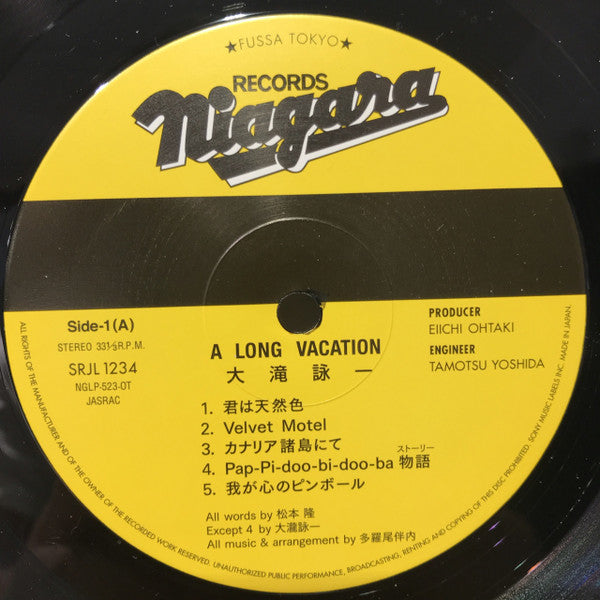 ★FUSSA TOKYO★
RECORDS
Niagara
Side-1(A)
STEREO 33⅓R.P.M.
SRJL 1234
NGLP-523-OT
JASRAC
PRODUCER
EIICHI OHTAKI
ENGINEER
TAMOTSU YOSHIDA
A LONG VACATION
大滝詠一
1. 君は天然色
2. Velvet Motel
3. カナリア諸島にて
ストーリー
4. Pap-Pi-doo-bi-doo-ba 物語
5. 我が心のピンボール
All words by 松本 隆
Except 4 by 大瀧詠一
All music & arrangement by 多羅尾伴内
ALL RIGHTS OF THE MANUFACTURER AND OF THE OWNER OF THE RECORDED WORK RESERVED. UNAUTHORIZED PUBLIC PERFORMANCE, BROADCASTING, RENTING AND COPYING OF THIS DISC PROHIBITED. SONY MUSIC LABELS INC. MADE IN JAPAN.